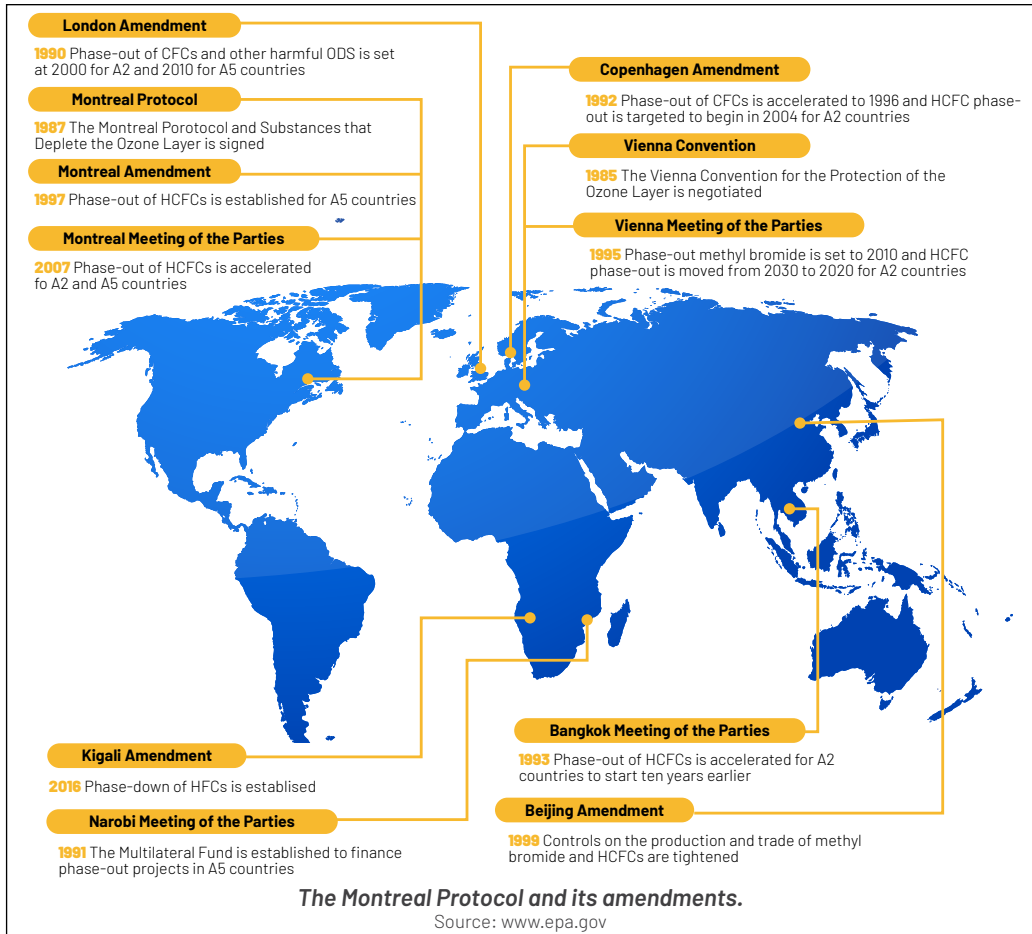 London Amendment
1990 Phase-out of CFCs and other harmful ODS is set
at 2000 for A2 and 2010 for A5 countries
Montreal Protocol
1987 The Montreal Porotocol and Substances that
Deplete the Ozone Layer is signed
Montreal Amendment
1997 Phase-out of HCFCs is established for A5 countries
Montreal Meeting of the Parties
2007 Phase-out of HCFCs is accelerated
fo A2 and A5 countries
Copenhagen Amendment
1992 Phase-out of CFCs is accelerated to 1996 and HCFC phase-
out is targeted to begin in 2004 for A2 countries
Vienna Convention
1985 The Vienna Convention for the Protection of the
Ozone Layer is negotiated
Vienna Meeting of the Parties
1995 Phase-out methyl bromide is set to 2010 and HCFC
phase-out is moved from 2030 to 2020 for A2 countries
Kigali Amendment
2016 Phase-down of HFCs is establised
Narobi Meeting of the Parties
1991 The Multilateral Fund is established to finance
phase-out projects in A5 countries
Bangkok Meeting of the Parties
1993 Phase-out of HCFCs is accelerated for A2
countries to start ten years earlier
Beijing Amendment
1999 Controls on the production and trade of methyl
bromide and HCFCs are tightened
The Montreal Protocol and its amendments.
Source: www.epa.gov